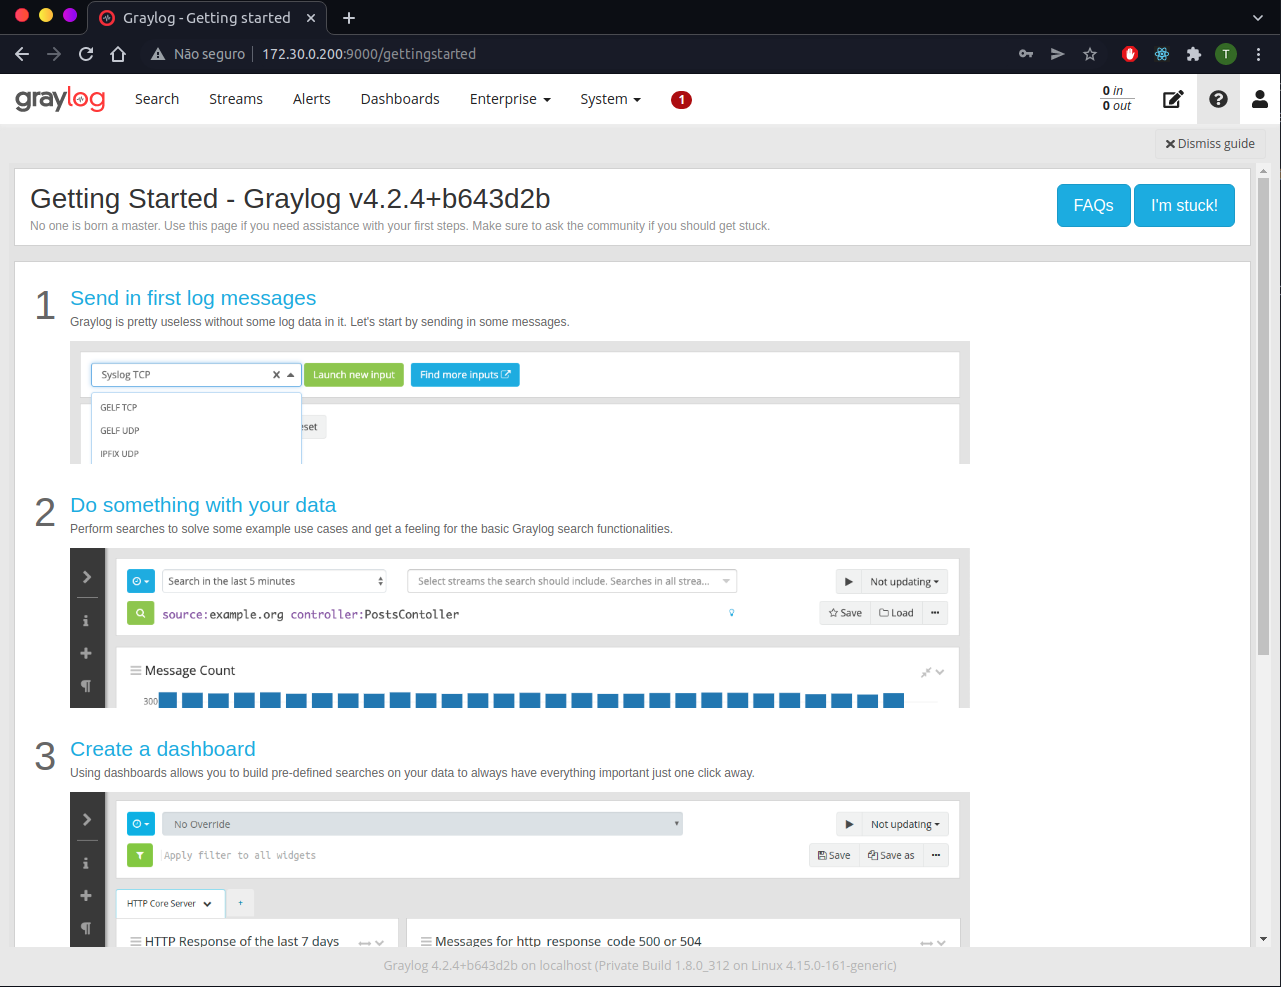 Graylog - Getting started
Não seguro 172.30.0.200:9000/gettingstarted
T
graylog Search Streams Alerts Dashboards Enterprise System 1
0 in
0 out
Dismiss guide
Getting Started - Graylog v4.2.4+b643d2b
No one is born a master. Use this page if you need assistance with your first steps. Make sure to ask the community if you should get stuck.
FAQs I'm stuck!
1 Send in first log messages
Graylog is pretty useless without some log data in it. Let's start by sending in some messages.
Syslog TCP Launch new input Find more inputs
GELF TCP
eset
GELF UDP
IPFIX UDP
2 Do something with your data
Perform searches to solve some example use cases and get a feeling for the basic Graylog search functionalities.
Search in the last 5 minutes Select streams the search should include. Searches in all strea... Not updating
source:example.org controller:PostsContoller Save Load
Message Count
300
3 Create a dashboard
Using dashboards allows you to build pre-defined searches on your data to always have everything important just one click away.
No Override Not updating
Apply filter to all widgets Save Save as
HTTP Core Server +
HTTP Response of the last 7 days Messages for http_response_code 500 or 504
Graylog 4.2.4+b643d2b on localhost (Private Build 1.8.0_312 on Linux 4.15.0-161-generic)